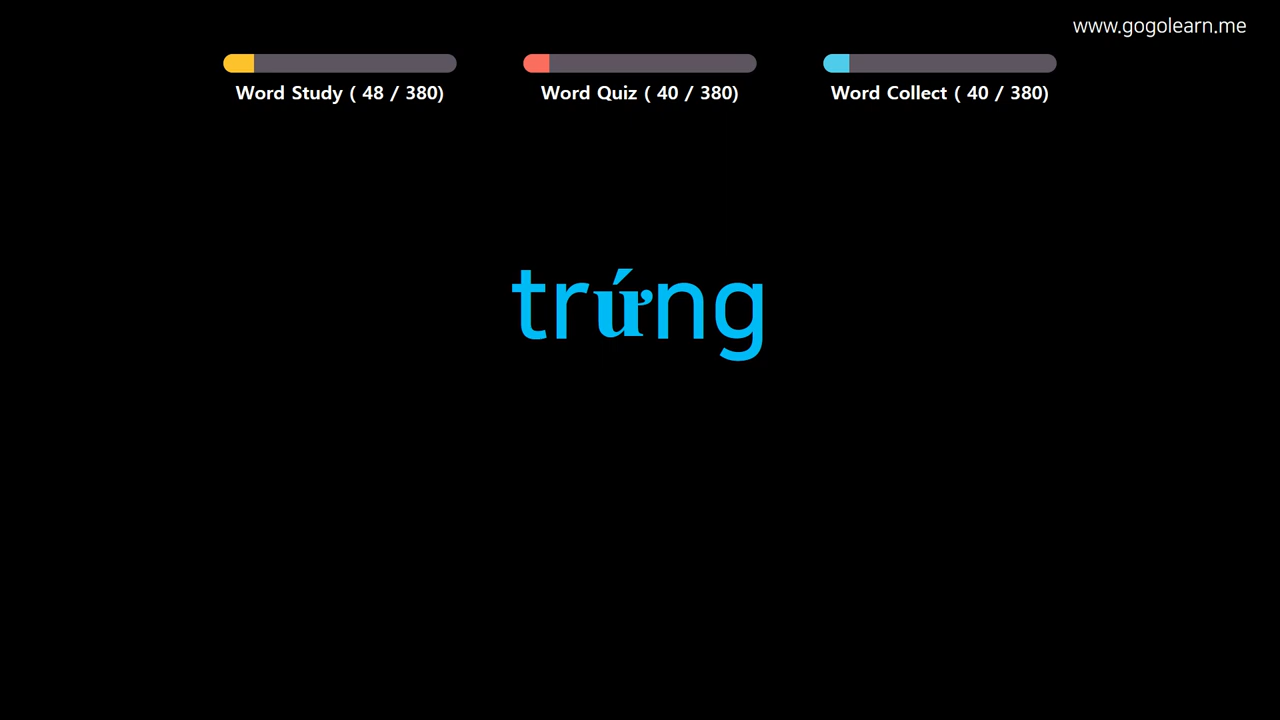 www.gogolearn.me
Word Study ( 48 / 380)
Word Quiz ( 40 / 380)
Word Collect ( 40 / 380)
trứng